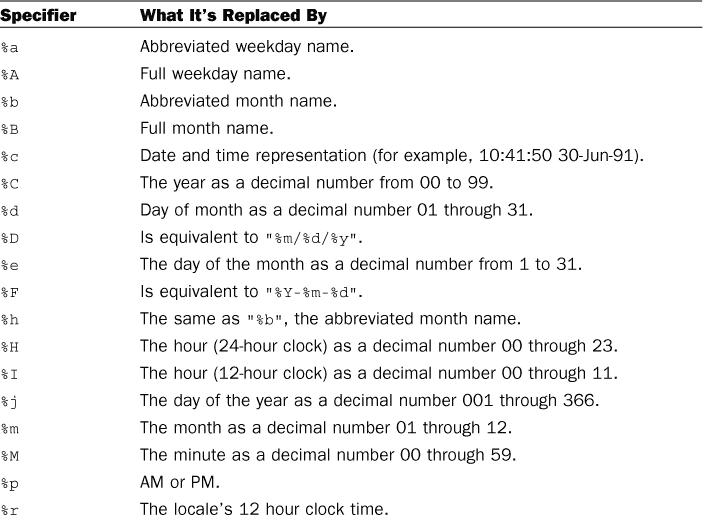 Specifier What It's Replaced By
%a Abbreviated weekday name.
%A Full weekday name.
%b Abbreviated month name.
%B Full month name.
%c Date and time representation (for example, 10:41:50 30-Jun-91).
%C The year as a decimal number from 00 to 99.
%d Day of month as a decimal number 01 through 31.
%D Is equivalent to "%m/%d/%y".
%e The day of the month as a decimal number from 1 to 31.
%F Is equivalent to "%Y-%m-%d".
%h The same as "%b", the abbreviated month name.
%H The hour (24-hour clock) as a decimal number 00 through 23.
%I The hour (12-hour clock) as a decimal number 00 through 11.
%j The day of the year as a decimal number 001 through 366.
%m The month as a decimal number 01 through 12.
%M The minute as a decimal number 00 through 59.
%p AM or PM.
%r The locale's 12 hour clock time.